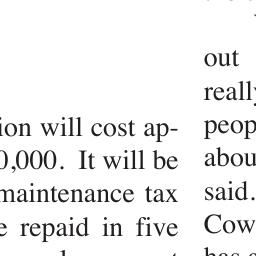 ion will cost ap-
0,000. It will be
maintenance tax
e repaid in five
out
really
peop
abou
said.
Cow
has